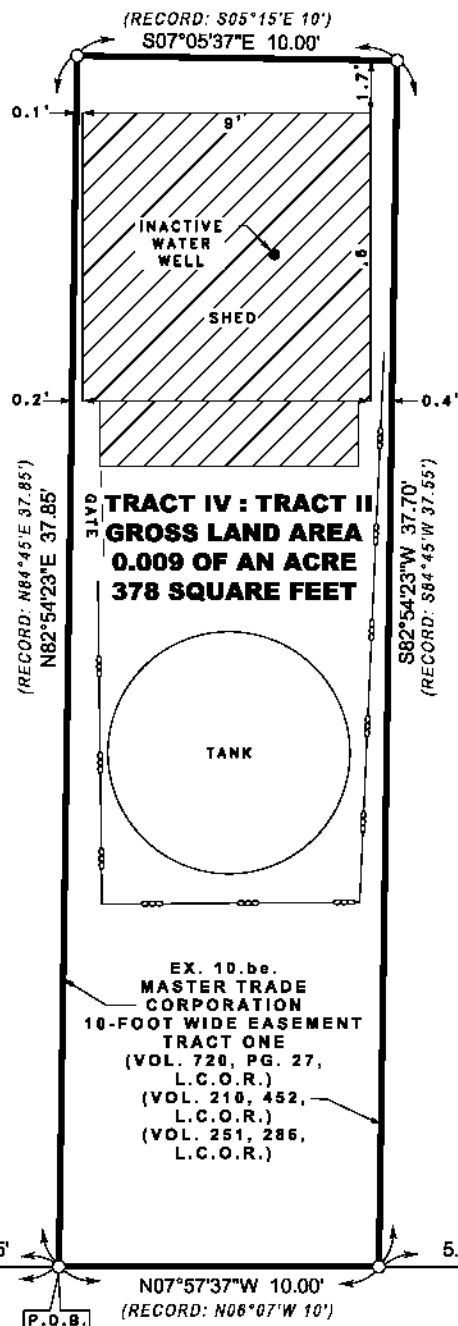 (RECORD: S05°15'E 10')
S07°05'37"E 10.00'
1.7'
0.1'
9'
INACTIVE
WATER
WELL
9'
SHED
0.2'
0.4'
(RECORD: N84°45'E 37.85')
N82°54'23"E 37.85'
GATE
TRACT IV : TRACT II
GROSS LAND AREA
0.009 OF AN ACRE
378 SQUARE FEET
S82°54'23"W 37.70'
(RECORD: S84°45'W 37.55')
TANK
EX. 10.be.
MASTER TRADE
CORPORATION
10-FOOT WIDE EASEMENT
TRACT ONE
(VOL. 720, PG. 27,
L.C.O.R.)
(VOL. 210, 452,
L.C.O.R.)
(VOL. 251, 286,
L.C.O.R.)
5'
5.
N07°57'37"W 10.00'
P.O.B.
(RECORD: N06°07'W 10')